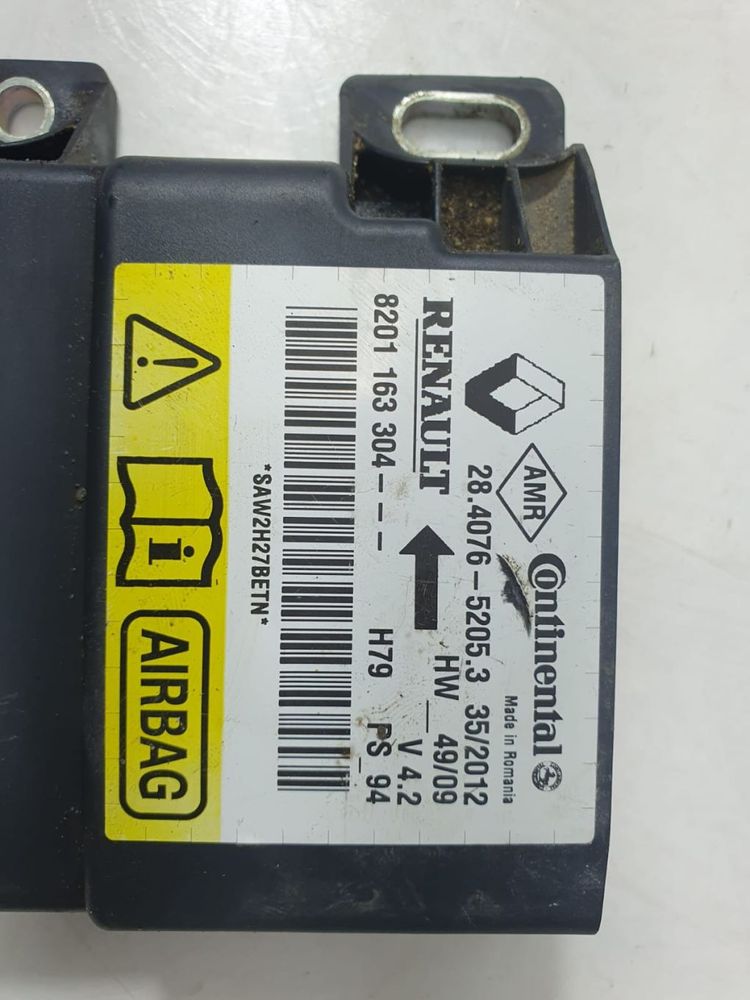 AMR
Continental
Made in Romania
28.4076-5205.3 35/2012
HW 49/09
RENAULT
V 4.2
8201 163 304--- H79 PS 94
*SAW2H27BETN*
AIRBAG